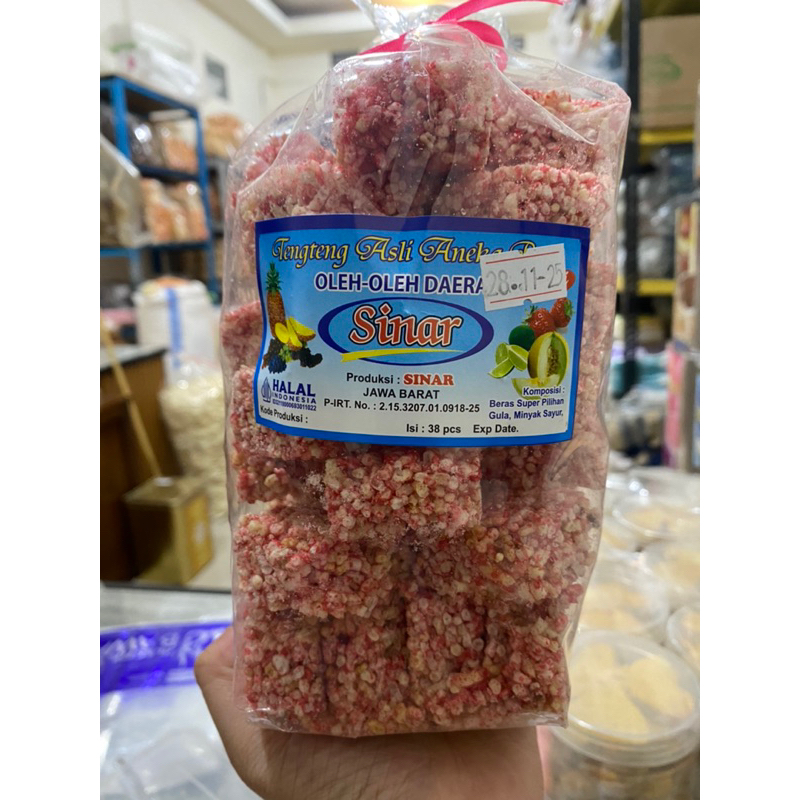 Tengteng Asli Aneka
OLEH-OLEH DAERA
28.11-25
Sinar
HALAL
INDONESIA
Produksi : SINAR
JAWA BARAT
P-IRT. No. : 2.15.3207.01.0918-25
Kode Produksi :
Isi : 38 pcs Exp Date.
Komposisi :
Beras Super Pilihan
Gula, Minyak Sayur,